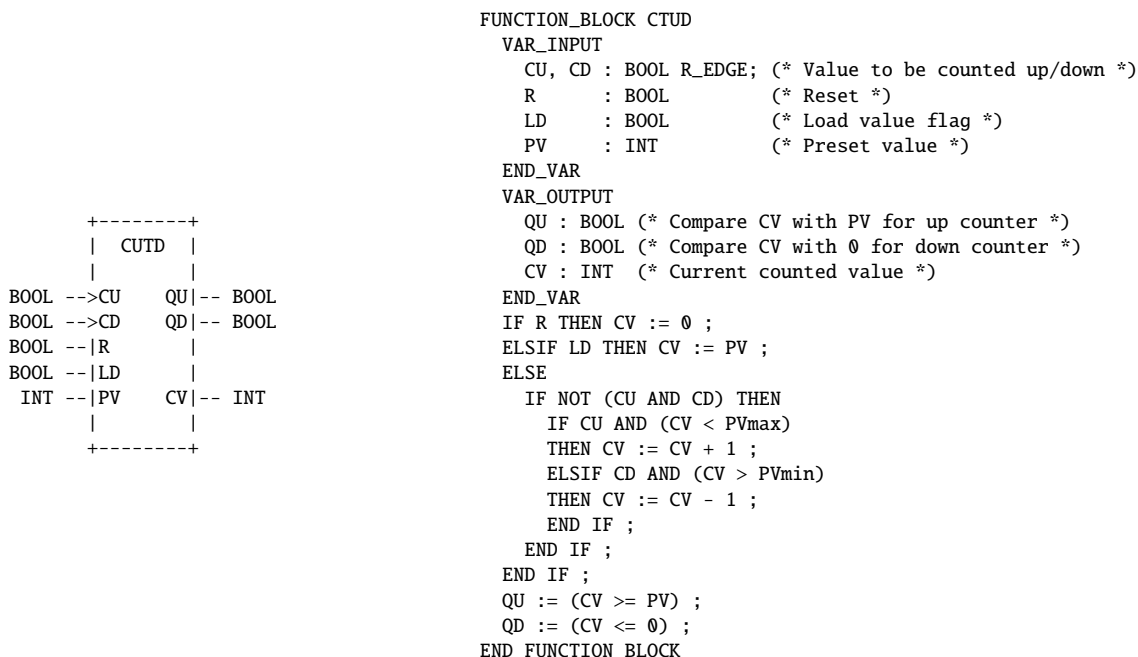 +--------+
| CUTD |
| |
BOOL -->CU QU|-- BOOL
BOOL -->CD QD|-- BOOL
BOOL --|R |
BOOL --|LD |
INT --|PV CV|-- INT
| |
+--------+
FUNCTION_BLOCK CTUD
VAR_INPUT
CU, CD : BOOL R_EDGE; (* Value to be counted up/down *)
R : BOOL (* Reset *)
LD : BOOL (* Load value flag *)
PV : INT (* Preset value *)
END_VAR
VAR_OUTPUT
QU : BOOL (* Compare CV with PV for up counter *)
QD : BOOL (* Compare CV with 0 for down counter *)
CV : INT (* Current counted value *)
END_VAR
IF R THEN CV := 0 ;
ELSIF LD THEN CV := PV ;
ELSE
IF NOT (CU AND CD) THEN
IF CU AND (CV < PVmax)
THEN CV := CV + 1 ;
ELSIF CD AND (CV > PVmin)
THEN CV := CV - 1 ;
END IF ;
END IF ;
END IF ;
QU := (CV >= PV) ;
QD := (CV <= 0) ;
END FUNCTION BLOCK